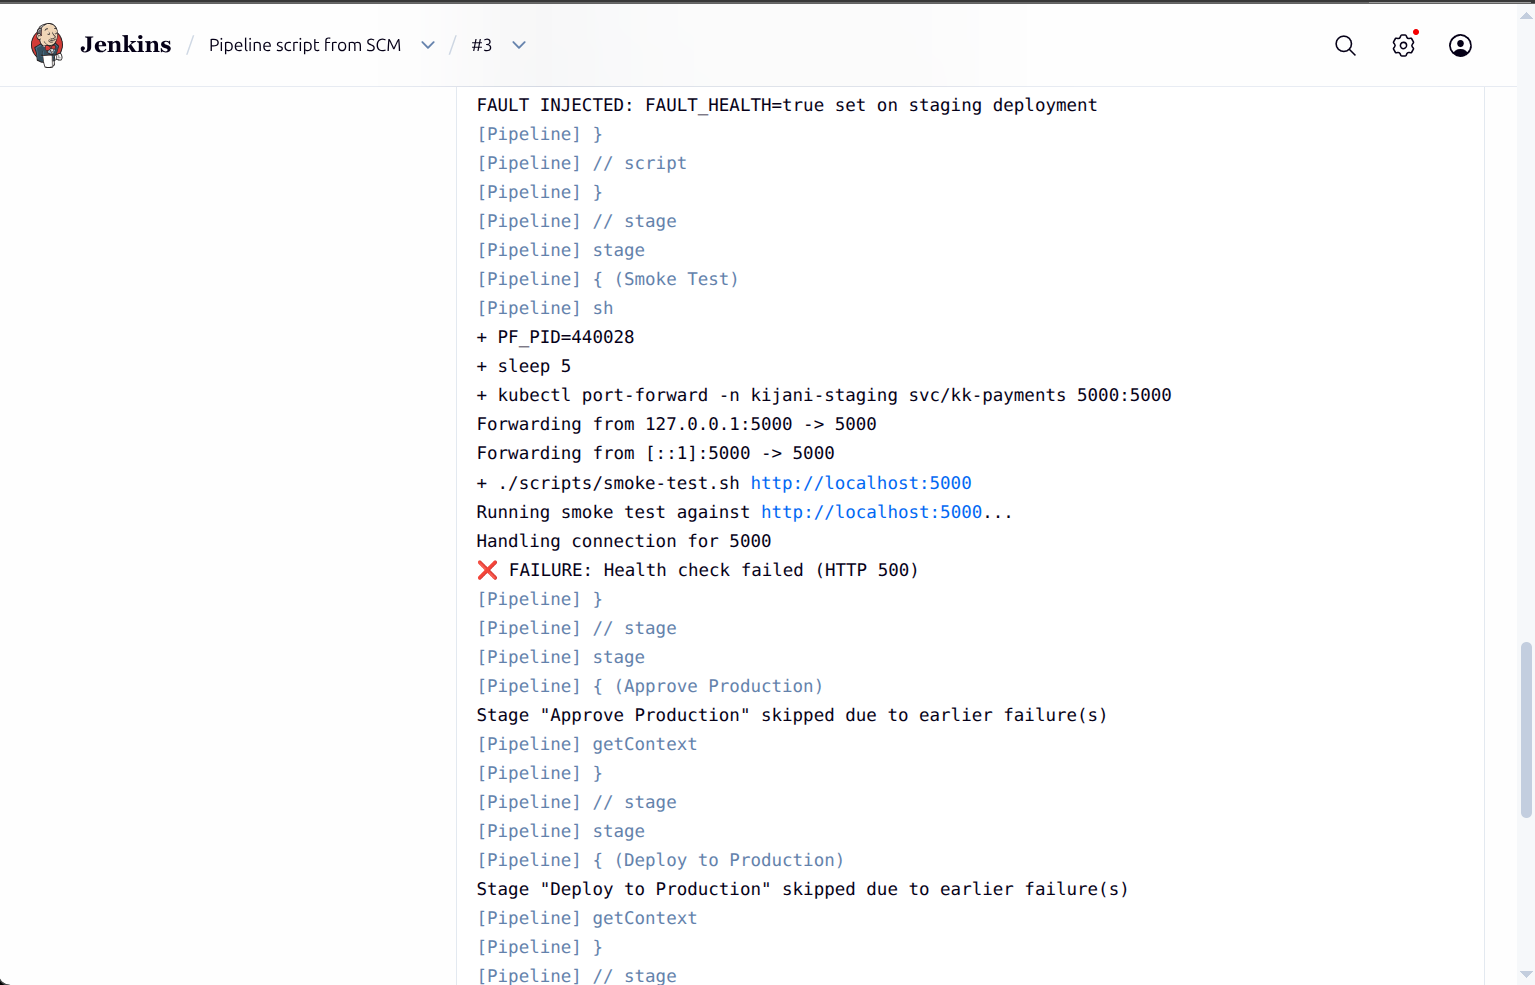 Jenkins / Pipeline script from SCM / #3
FAULT INJECTED: FAULT_HEALTH=true set on staging deployment
[Pipeline] }
[Pipeline] // script
[Pipeline] }
[Pipeline] // stage
[Pipeline] stage
[Pipeline] { (Smoke Test)
[Pipeline] sh
+ PF_PID=440028
+ sleep 5
+ kubectl port-forward -n kijani-staging svc/kk-payments 5000:5000
Forwarding from 127.0.0.1:5000 -> 5000
Forwarding from [::1]:5000 -> 5000
+ ./scripts/smoke-test.sh http://localhost:5000
Running smoke test against http://localhost:5000...
Handling connection for 5000
❌ FAILURE: Health check failed (HTTP 500)
[Pipeline] }
[Pipeline] // stage
[Pipeline] stage
[Pipeline] { (Approve Production)
Stage "Approve Production" skipped due to earlier failure(s)
[Pipeline] getContext
[Pipeline] }
[Pipeline] // stage
[Pipeline] stage
[Pipeline] { (Deploy to Production)
Stage "Deploy to Production" skipped due to earlier failure(s)
[Pipeline] getContext
[Pipeline] }
[Pipeline] // stage